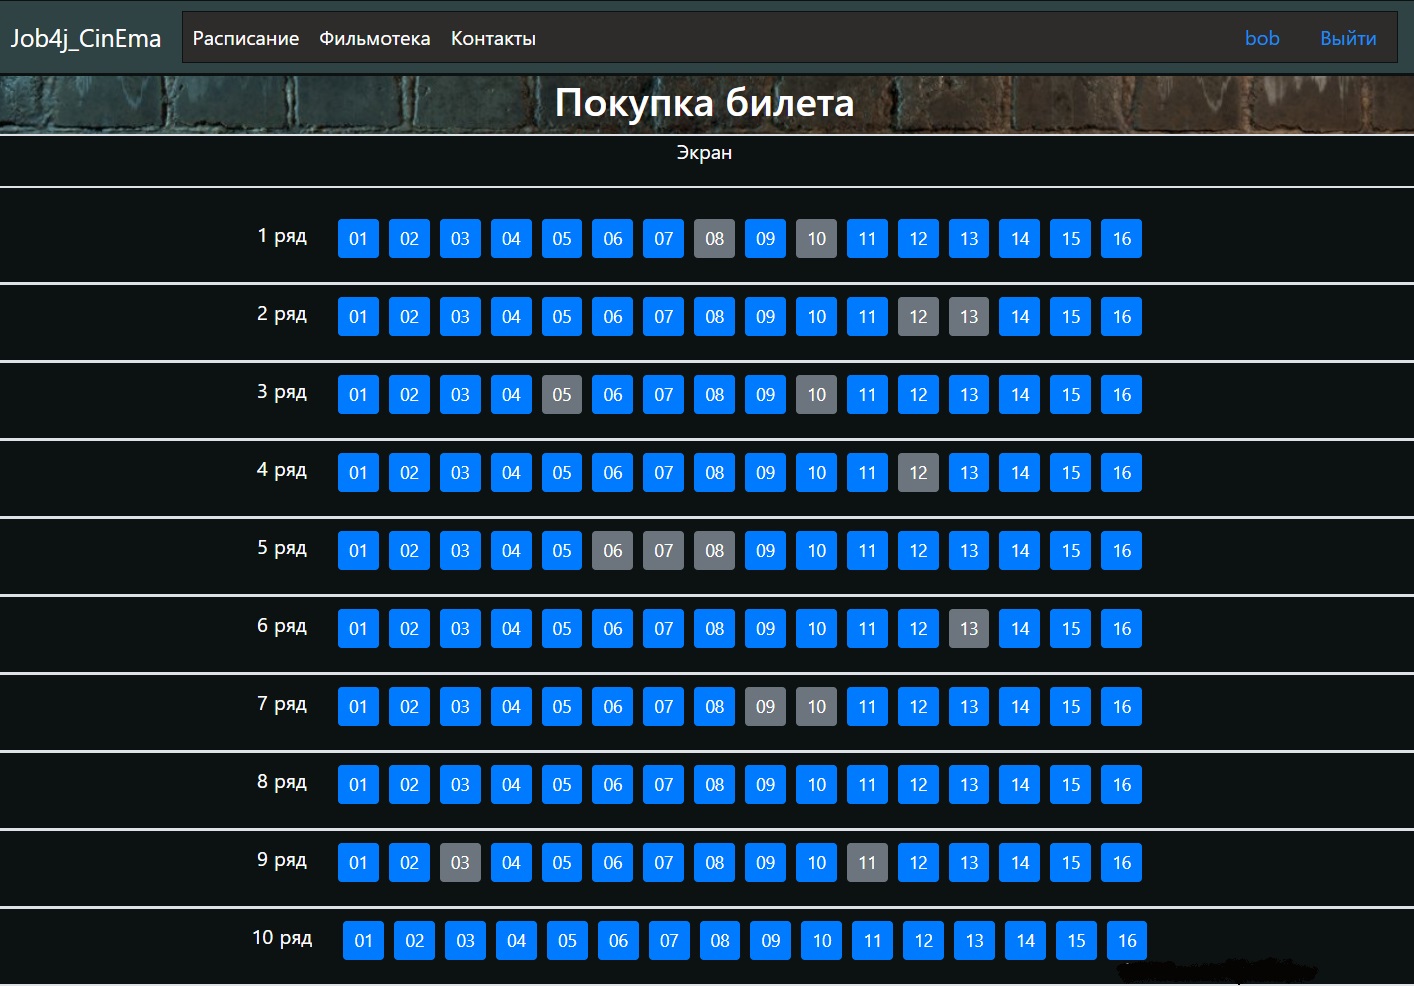 Job4j_CinEma Расписание Фильмотека Контакты bob Выйти
Покупка билета
Экран
1 ряд 01 02 03 04 05 06 07 08 09 10 11 12 13 14 15 16
2 ряд 01 02 03 04 05 06 07 08 09 10 11 12 13 14 15 16
3 ряд 01 02 03 04 05 06 07 08 09 10 11 12 13 14 15 16
4 ряд 01 02 03 04 05 06 07 08 09 10 11 12 13 14 15 16
5 ряд 01 02 03 04 05 06 07 08 09 10 11 12 13 14 15 16
6 ряд 01 02 03 04 05 06 07 08 09 10 11 12 13 14 15 16
7 ряд 01 02 03 04 05 06 07 08 09 10 11 12 13 14 15 16
8 ряд 01 02 03 04 05 06 07 08 09 10 11 12 13 14 15 16
9 ряд 01 02 03 04 05 06 07 08 09 10 11 12 13 14 15 16
10 ряд 01 02 03 04 05 06 07 08 09 10 11 12 13 14 15 16